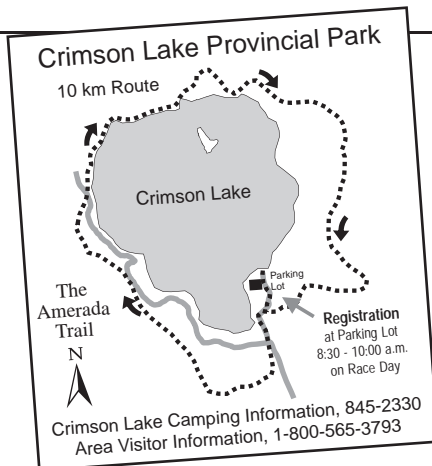 Crimson Lake Provincial Park
10 km Route
Crimson Lake
Parking
Lot
The
Amerada
Trail
N
Registration
at Parking Lot
8:30 - 10:00 a.m.
on Race Day
Crimson Lake Camping Information, 845-2330
Area Visitor Information, 1-800-565-3793